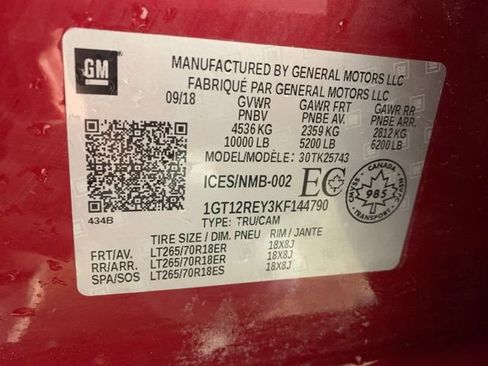 GM
MANUFACTURED BY GENERAL MOTORS LLC
FABRIQUÉ PAR GENERAL MOTORS LLC
09/18 GVWR GAWR FRT GAWR RR
PNBV PNBE AV. PNBE ARR.
4536 KG 2359 KG 2812 KG
10000 LB 5200 LB 6200 LB
MODEL/MODÈLE: 30TK25743
ICES/NMB-002 EC
CANADA
985
TRANSPORT
434B
1GT12REY3KF144790
TYPE: TRU/CAM
TIRE SIZE / DIM. PNEU RIM / JANTE
FRT/AV. LT265/70R18ER 18X8J
RR/ARR. LT265/70R18ER 18X8J
SPA/SOS LT265/70R18ES 18X8J